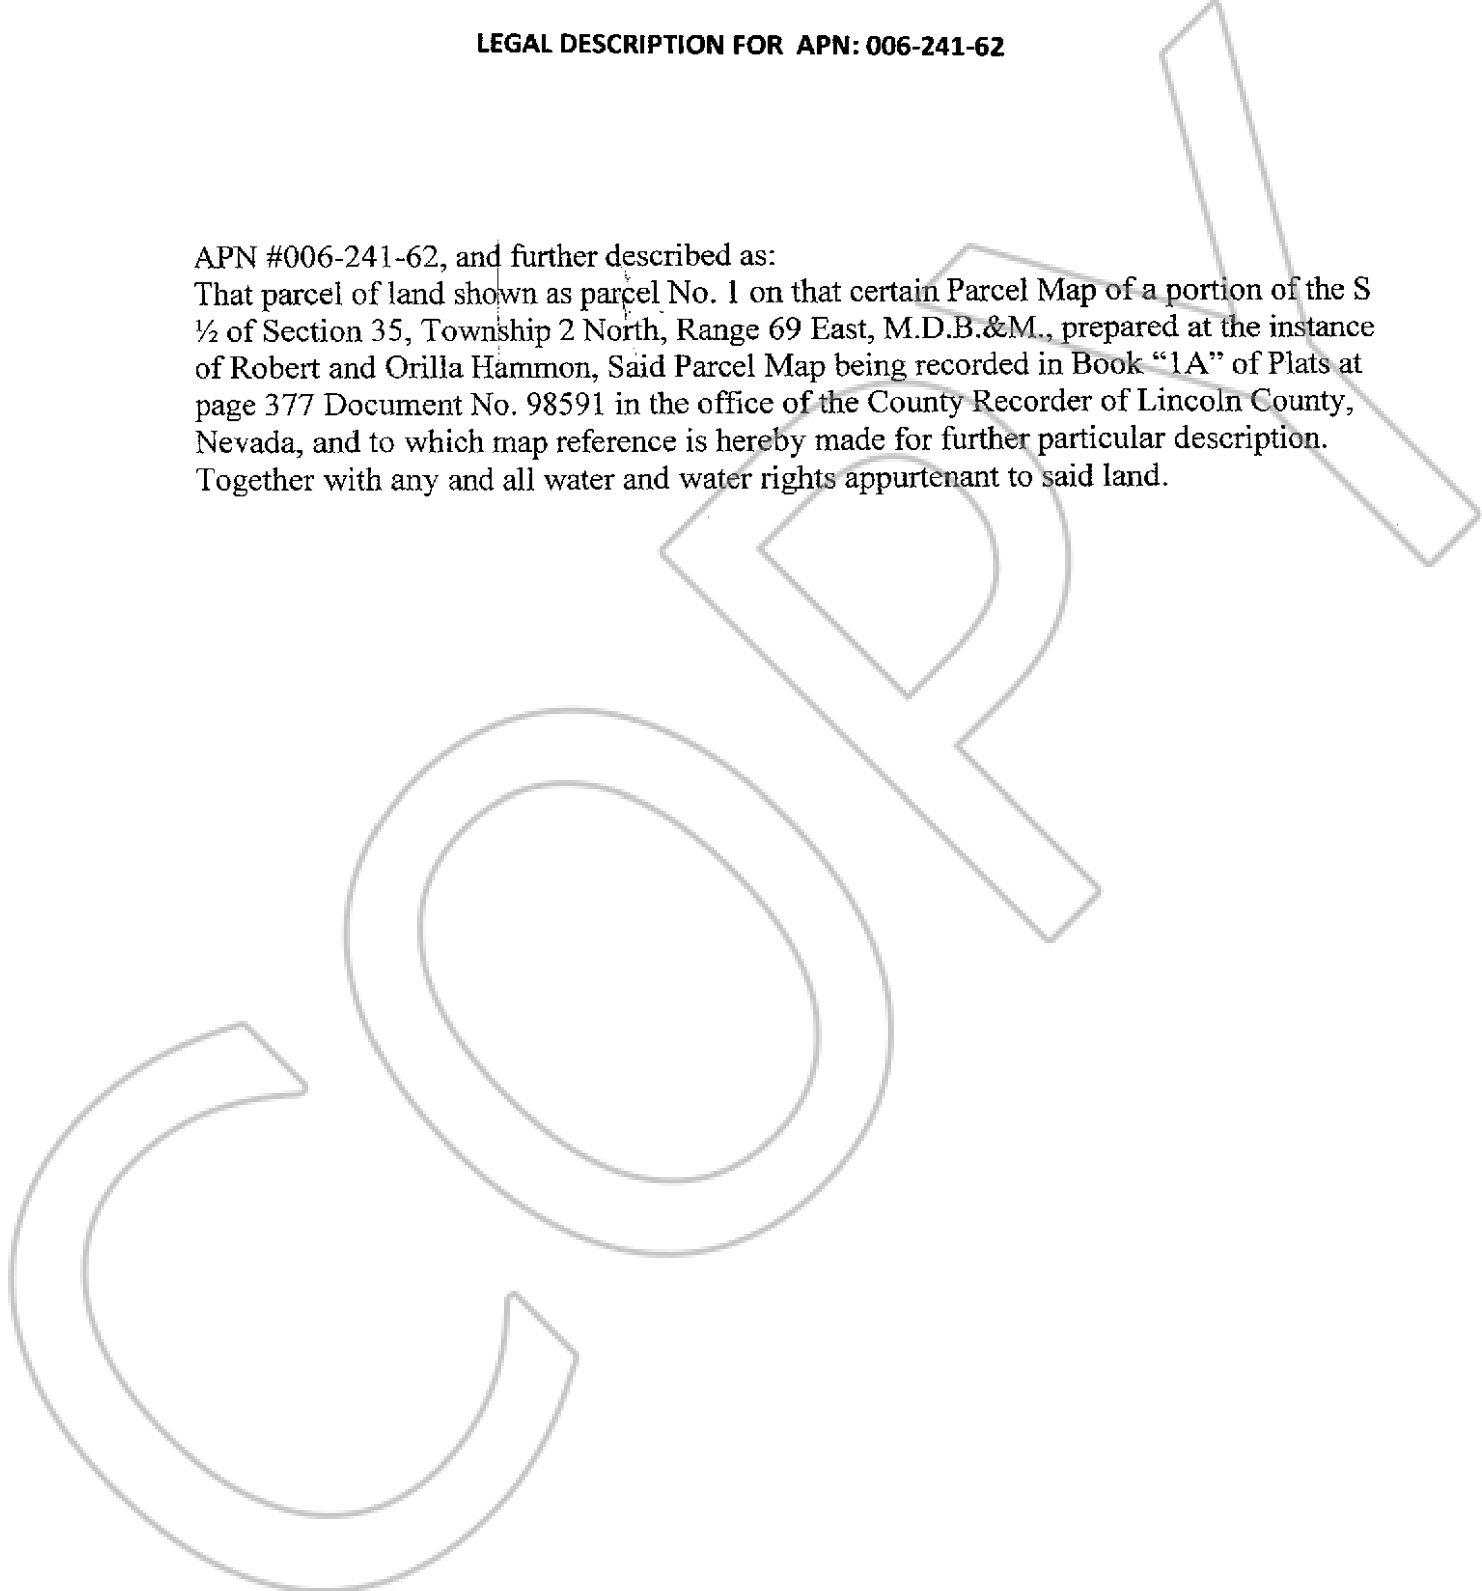 LEGAL DESCRIPTION FOR APN: 006-241-62
APN #006-241-62, and further described as:
That parcel of land shown as parcel No. 1 on that certain Parcel Map of a portion of the S
½ of Section 35, Township 2 North, Range 69 East, M.D.B.&M., prepared at the instance
of Robert and Orilla Hammon, Said Parcel Map being recorded in Book “1A” of Plats at
page 377 Document No. 98591 in the office of the County Recorder of Lincoln County,
Nevada, and to which map reference is hereby made for further particular description.
Together with any and all water and water rights appurtenant to said land.
COPY